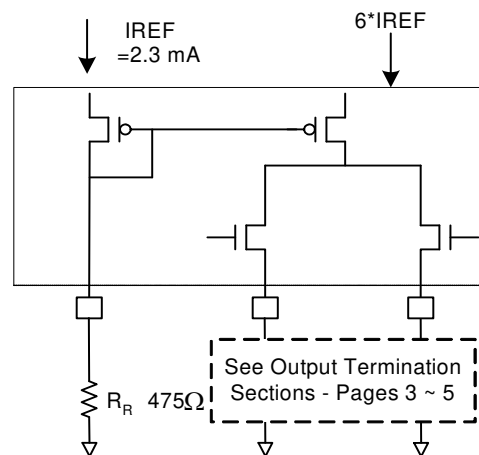 IREF
=2.3 mA
6*IREF
See Output Termination
Sections - Pages 3 ~ 5
R_R 475Ω